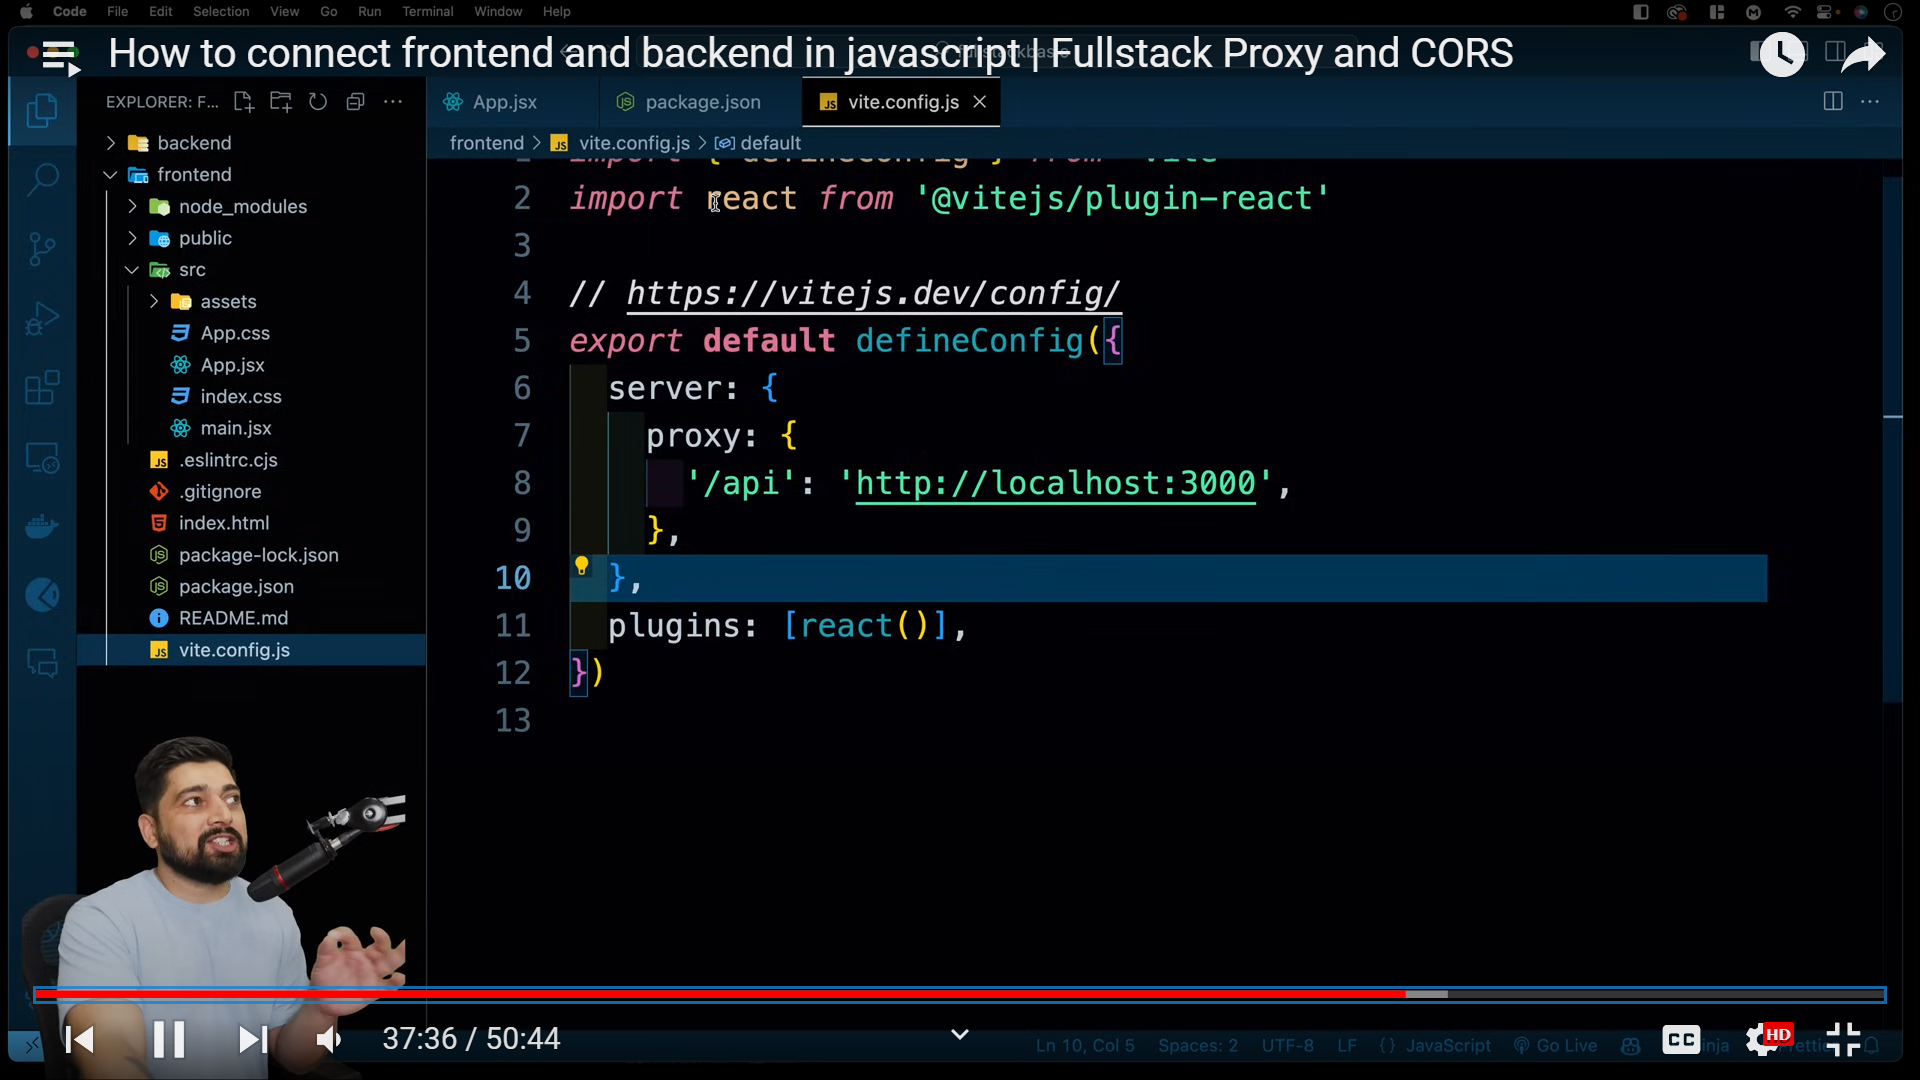 Code File Edit Selection View Go Run Terminal Window Help
How to connect frontend and backend in javascript | Fullstack Proxy and CORS
EXPLORER: F...
App.jsx
package.json
vite.config.js
frontend > vite.config.js > default
backend
frontend
node_modules
public
src
assets
App.css
App.jsx
index.css
main.jsx
.eslintrc.cjs
.gitignore
index.html
package-lock.json
package.json
README.md
vite.config.js
import { defineConfig } from 'vite'
2 import react from '@vitejs/plugin-react'
3
4 // https://vitejs.dev/config/
5 export default defineConfig({
6 server: {
7 proxy: {
8 '/api': 'http://localhost:3000',
9 },
10 },
11 plugins: [react()],
12 })
13
37:36 / 50:44
Ln 10, Col 5 Spaces: 2 UTF-8 LF {} JavaScript Go Live
CC
HD